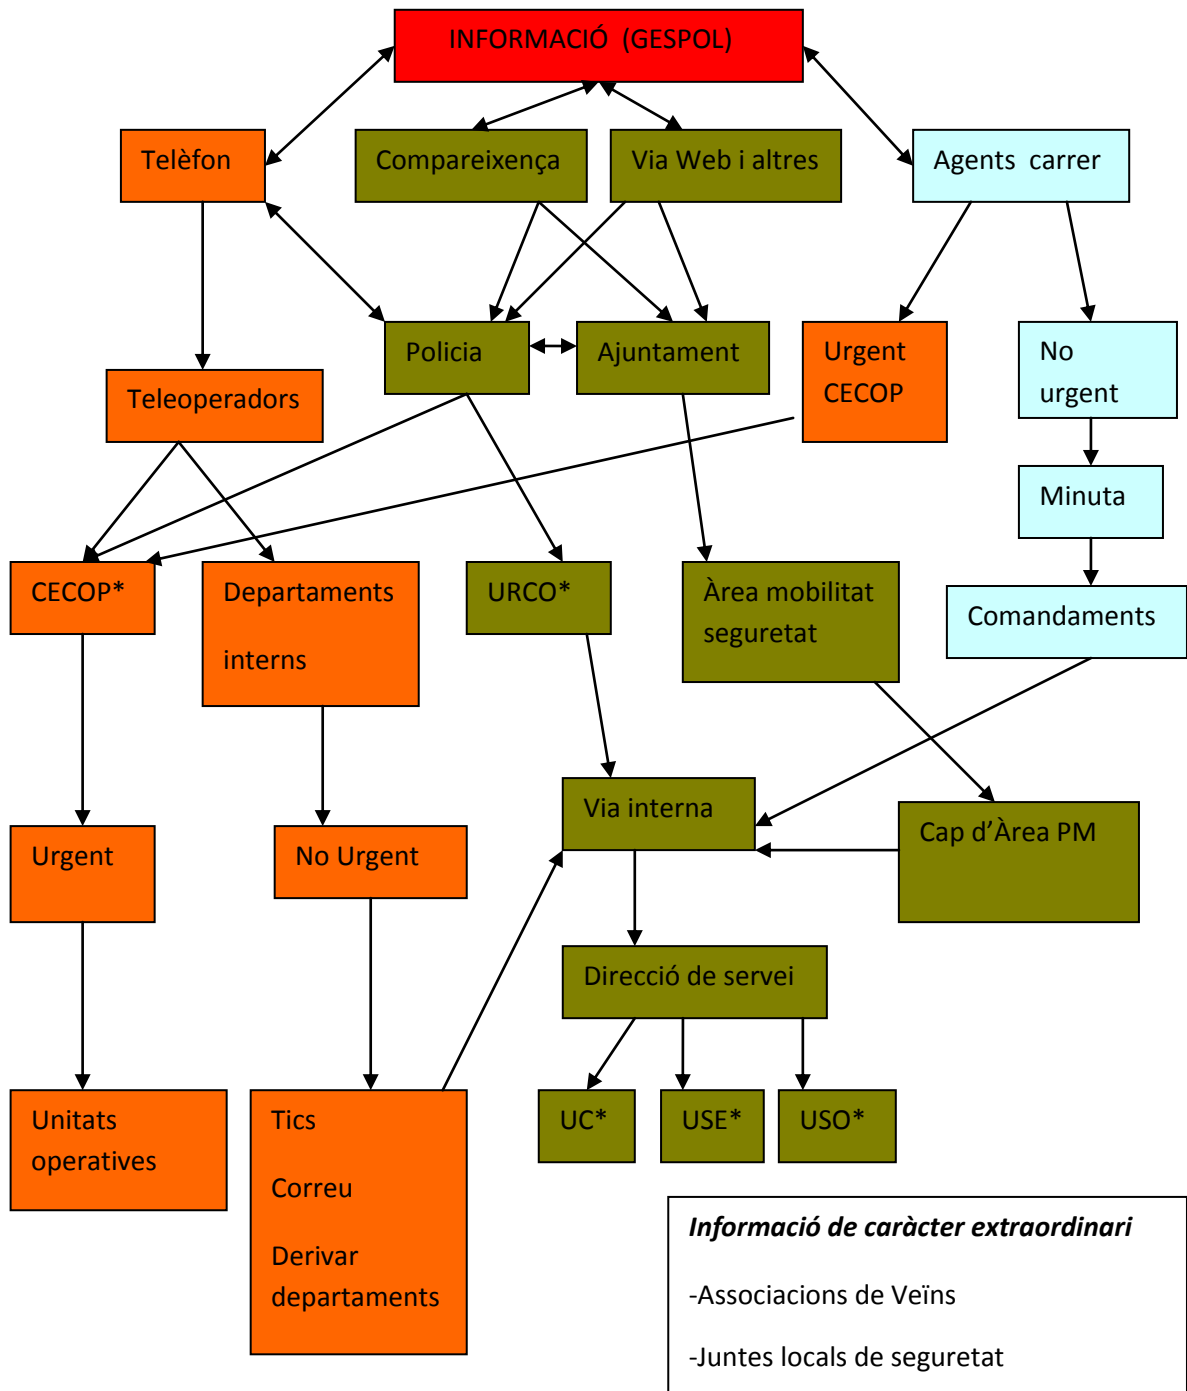 INFORMACIÓ (GESPOL)
Telèfon
Compareixença
Via Web i altres
Agents carrer
Policia
Ajuntament
Urgent
CECOP
No
urgent
Teleoperadors
Minuta
CECOP*
Departaments
interns
URCO*
Àrea mobilitat
seguretat
Comandaments
Via interna
Cap d'Àrea PM
Urgent
No Urgent
Direcció de servei
Unitats
operatives
Tics
Correu
Derivar
departaments
UC*
USE*
USO*
Informació de caràcter extraordinari
-Associacions de Veïns
-Juntes locals de seguretat